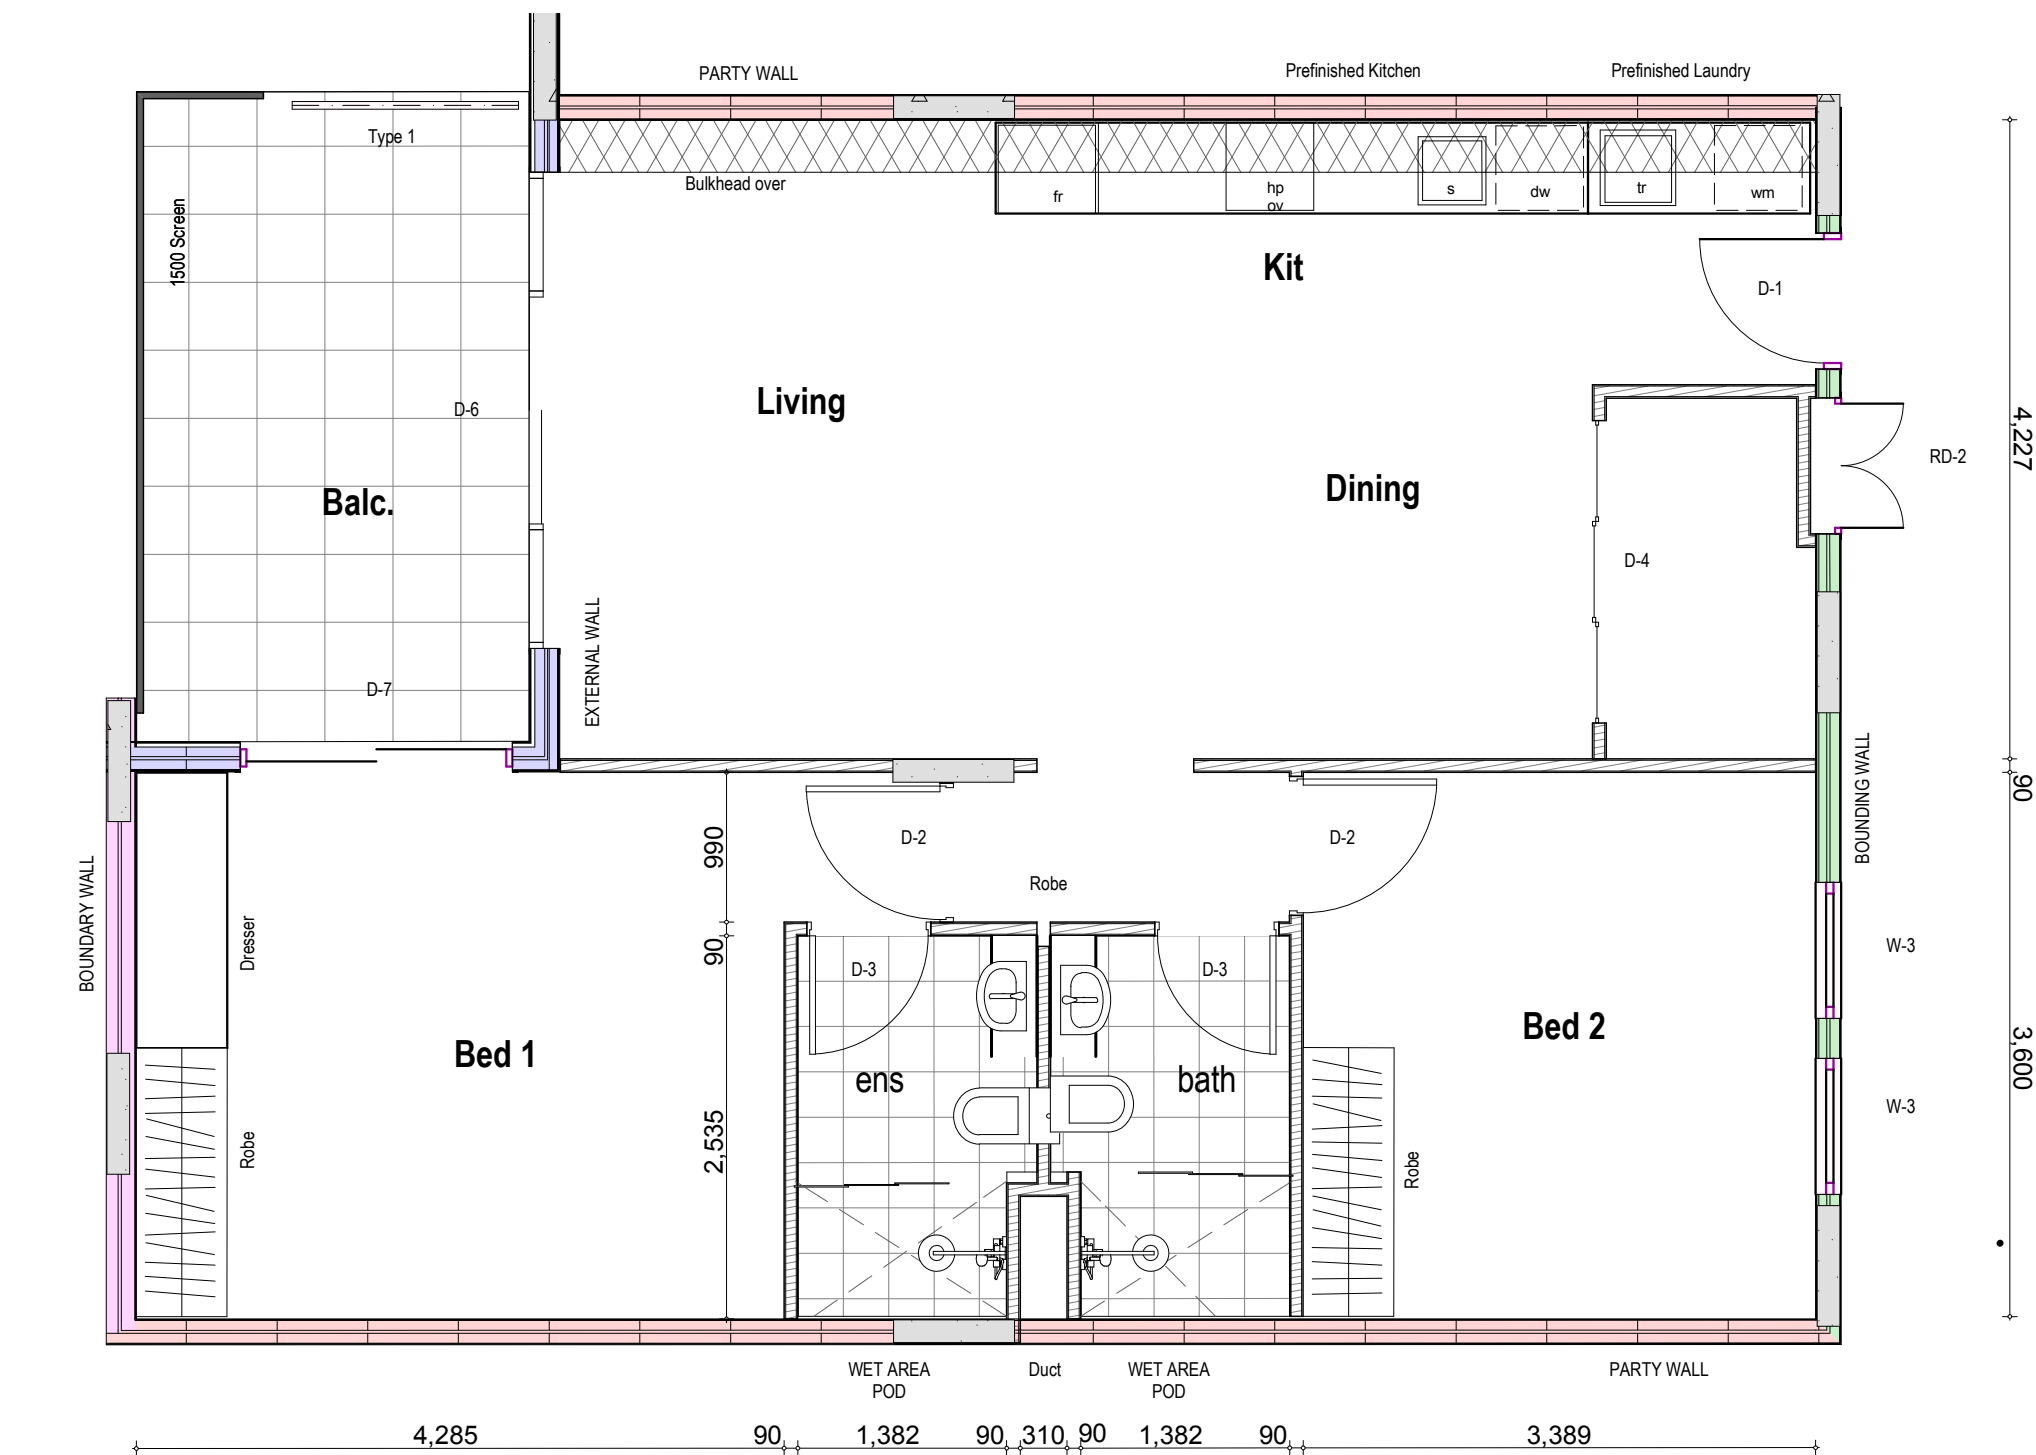 PARTY WALL
Prefinished Kitchen
Prefinished Laundry
Type 1
Bulkhead over
fr
hp
ov
s
dw
tr
wm
1500 Screen
Kit
D-1
Living
D-6
4,227
RD-2
Dining
Balc.
D-4
EXTERNAL WALL
D-7
90
BOUNDING WALL
990
D-2
D-2
Robe
BOUNDARY WALL
Dresser
90
D-3
D-3
W-3
Bed 1
ens
bath
Bed 2
3,600
W-3
2,535
Robe
Robe
WET AREA
POD
Duct
WET AREA
POD
PARTY WALL
4,285
90
1,382
90
310
90
1,382
90
3,389